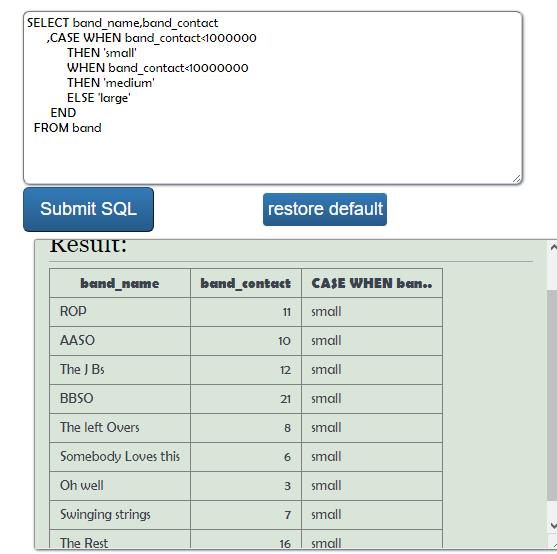 SELECT band_name,band_contact
,CASE WHEN band_contact<1000000
THEN 'small'
WHEN band_contact<10000000
THEN 'medium'
ELSE 'large'
END
FROM band
Submit SQL restore default
Result:
band_name band_contact CASE WHEN ban..
ROP 11 small
AASO 10 small
The J Bs 12 small
BBSO 21 small
The left Overs 8 small
Somebody Loves this 6 small
Oh well 3 small
Swinging strings 7 small
The Rest 16 small